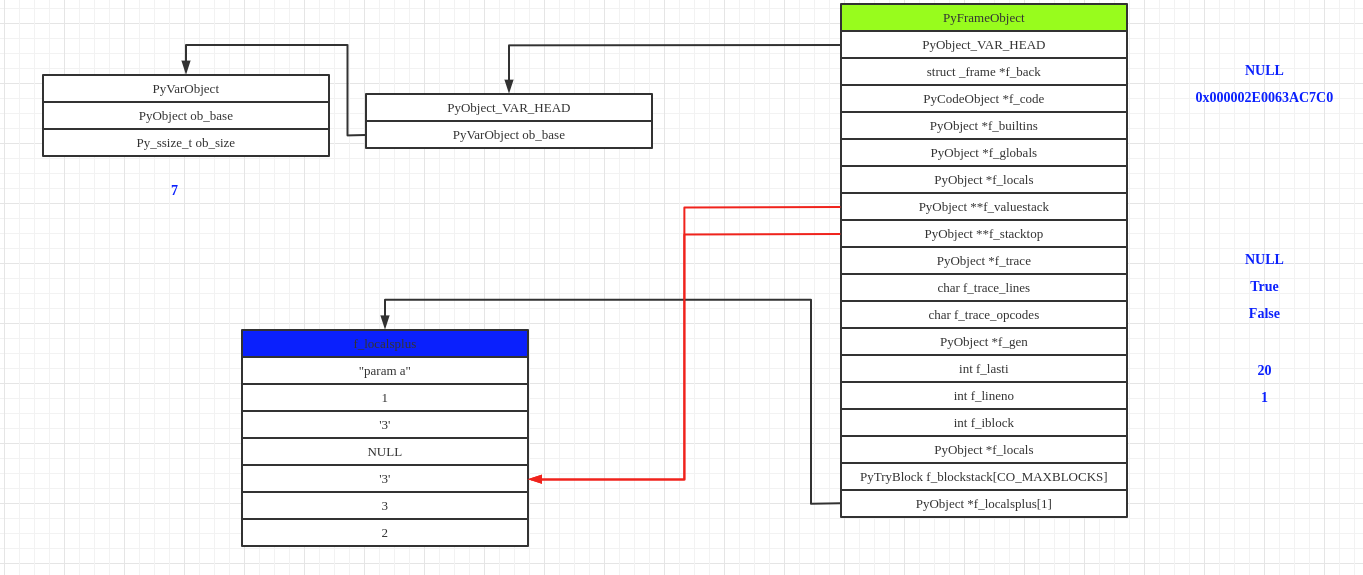 PyVarObject
PyObject ob_base
Py_ssize_t ob_size
7
PyObject_VAR_HEAD
PyVarObject ob_base
PyFrameObject
PyObject_VAR_HEAD
struct _frame *f_back
PyCodeObject *f_code
PyObject *f_builtins
PyObject *f_globals
PyObject *f_locals
PyObject **f_valuestack
PyObject **f_stacktop
PyObject *f_trace
char f_trace_lines
char f_trace_opcodes
PyObject *f_gen
int f_lasti
int f_lineno
int f_iblock
PyObject *f_locals
PyTryBlock f_blockstack[CO_MAXBLOCKS]
PyObject *f_localsplus[1]
NULL
0x000002E0063AC7C0
NULL
True
False
20
1
f_localsplus
"param a"
1
'3'
NULL
'3'
3
2